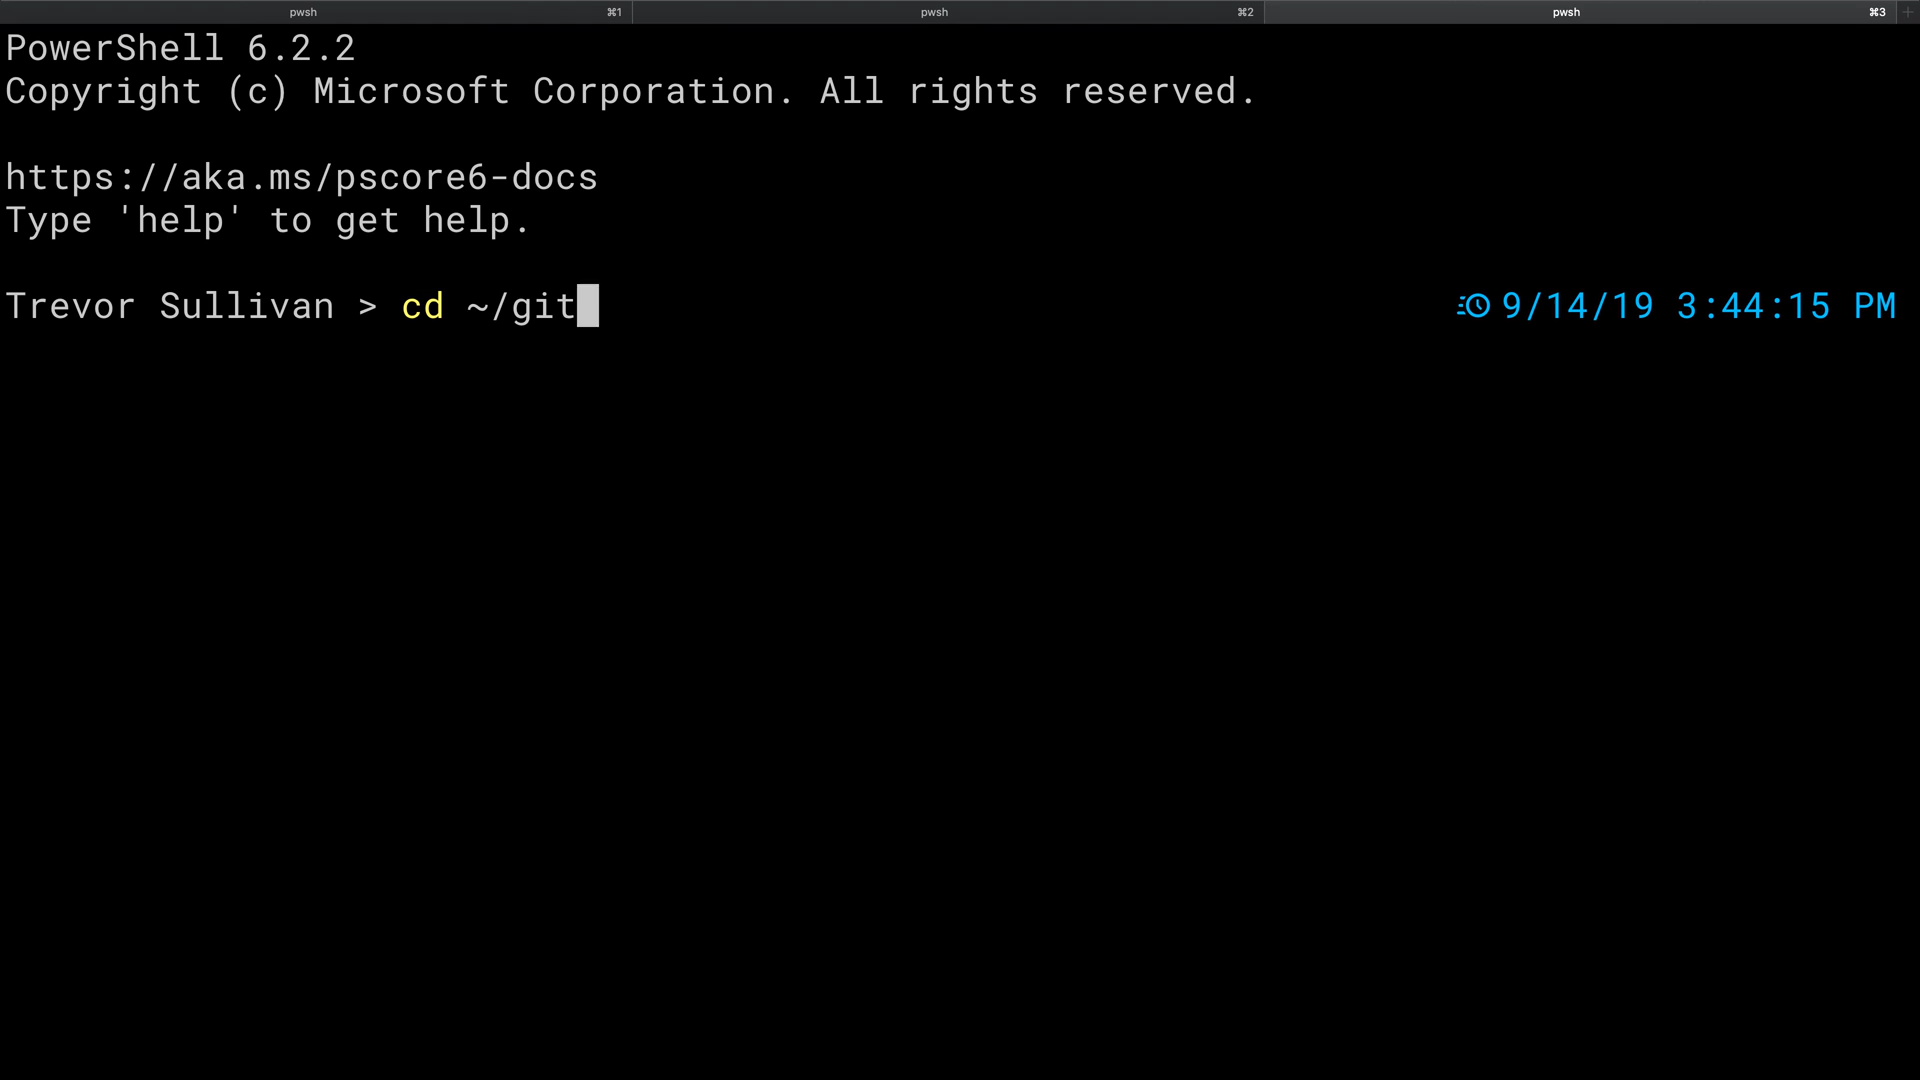 pwsh ⌘1 pwsh ⌘2 pwsh ⌘3 +
PowerShell 6.2.2
Copyright (c) Microsoft Corporation. All rights reserved.
https://aka.ms/pscore6-docs
Type 'help' to get help.
Trevor Sullivan > cd ~/git 9/14/19 3:44:15 PM